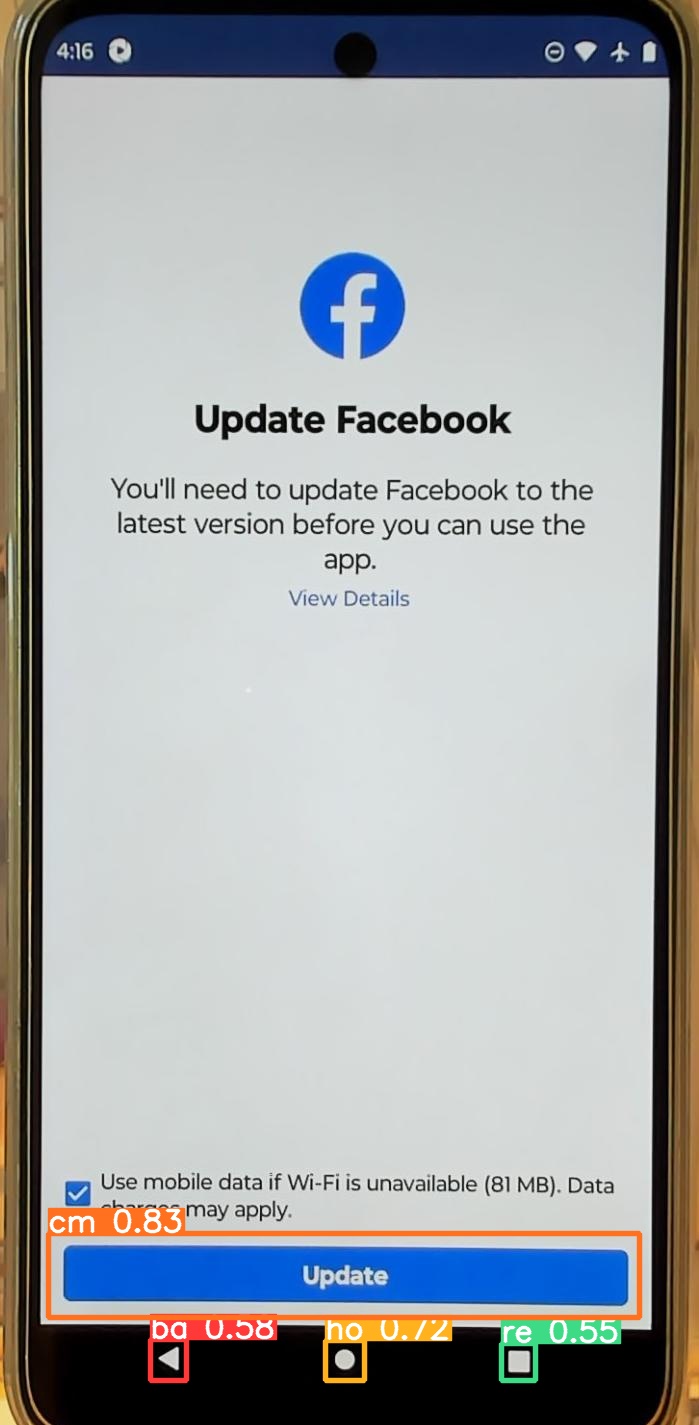 4:16
Update Facebook
You'll need to update Facebook to the
latest version before you can use the
app.
View Details
Use mobile data if Wi-Fi is unavailable (81 MB). Data
charges may apply.
cm 0.83
Update
ba 0.58
ho 0.72
re 0.55